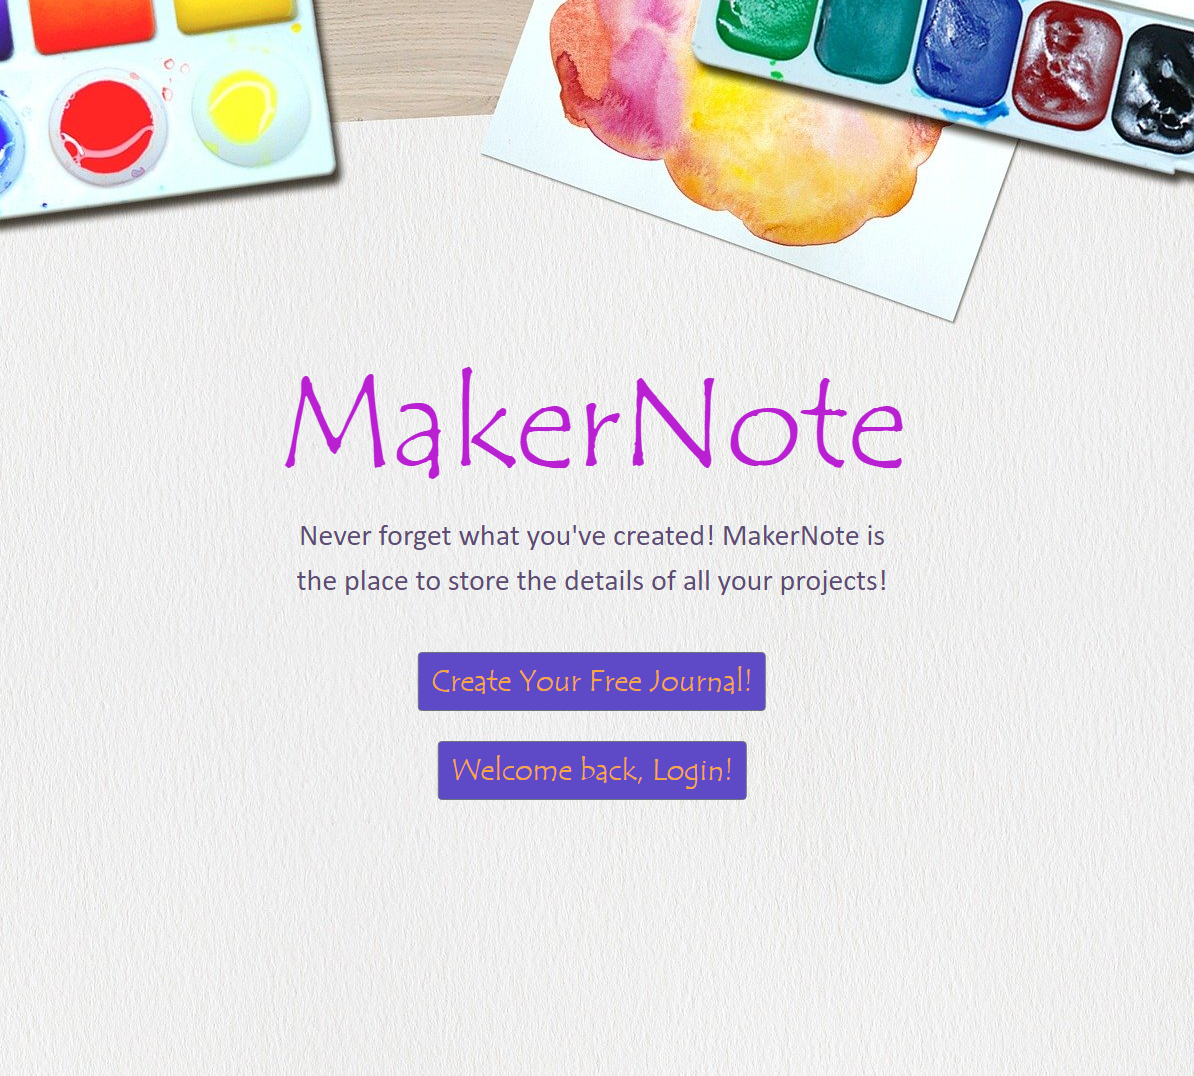 MakerNote
Never forget what you've created! MakerNote is
the place to store the details of all your projects!
Create Your Free Journal!
Welcome back, Login!